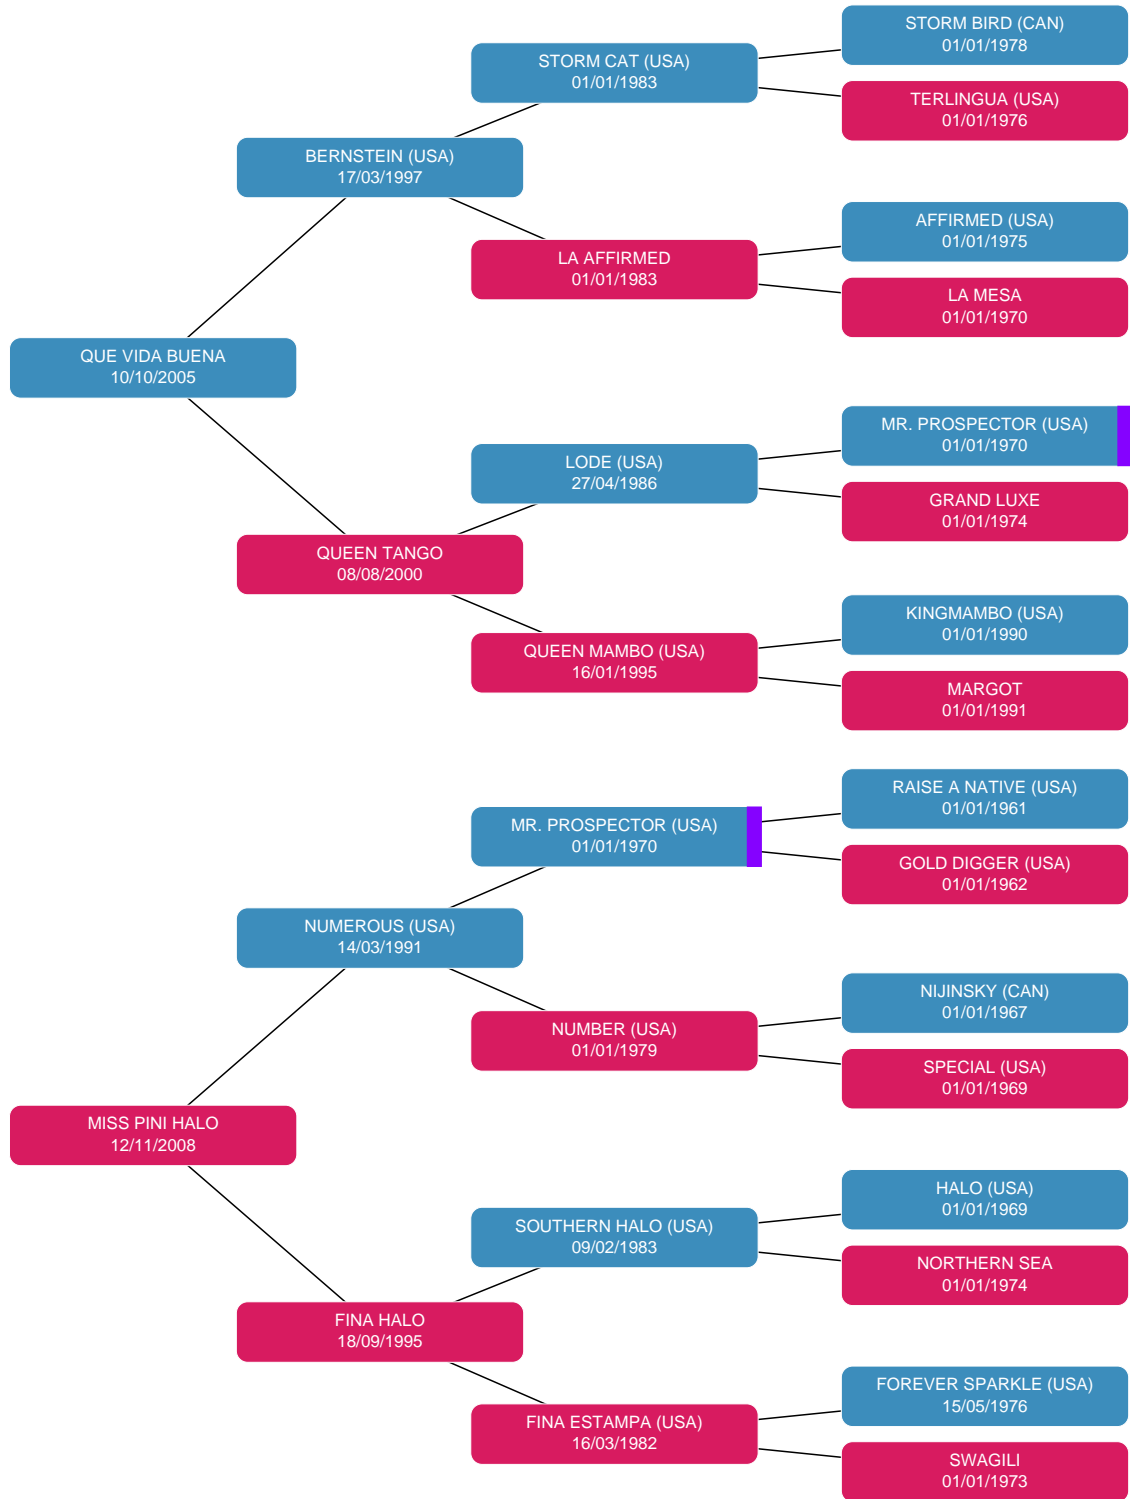 STORM BIRD (CAN)
01/01/1978
STORM CAT (USA)
01/01/1983
TERLINGUA (USA)
01/01/1976
BERNSTEIN (USA)
17/03/1997
AFFIRMED (USA)
01/01/1975
LA AFFIRMED
01/01/1983
LA MESA
01/01/1970
QUE VIDA BUENA
10/10/2005
MR. PROSPECTOR (USA)
01/01/1970
LODE (USA)
27/04/1986
GRAND LUXE
01/01/1974
QUEEN TANGO
08/08/2000
KINGMAMBO (USA)
01/01/1990
QUEEN MAMBO (USA)
16/01/1995
MARGOT
01/01/1991
RAISE A NATIVE (USA)
01/01/1961
MR. PROSPECTOR (USA)
01/01/1970
GOLD DIGGER (USA)
01/01/1962
NUMEROUS (USA)
14/03/1991
NIJINSKY (CAN)
01/01/1967
NUMBER (USA)
01/01/1979
SPECIAL (USA)
01/01/1969
MISS PINI HALO
12/11/2008
HALO (USA)
01/01/1969
SOUTHERN HALO (USA)
09/02/1983
NORTHERN SEA
01/01/1974
FINA HALO
18/09/1995
FOREVER SPARKLE (USA)
15/05/1976
FINA ESTAMPA (USA)
16/03/1982
SWAGILI
01/01/1973